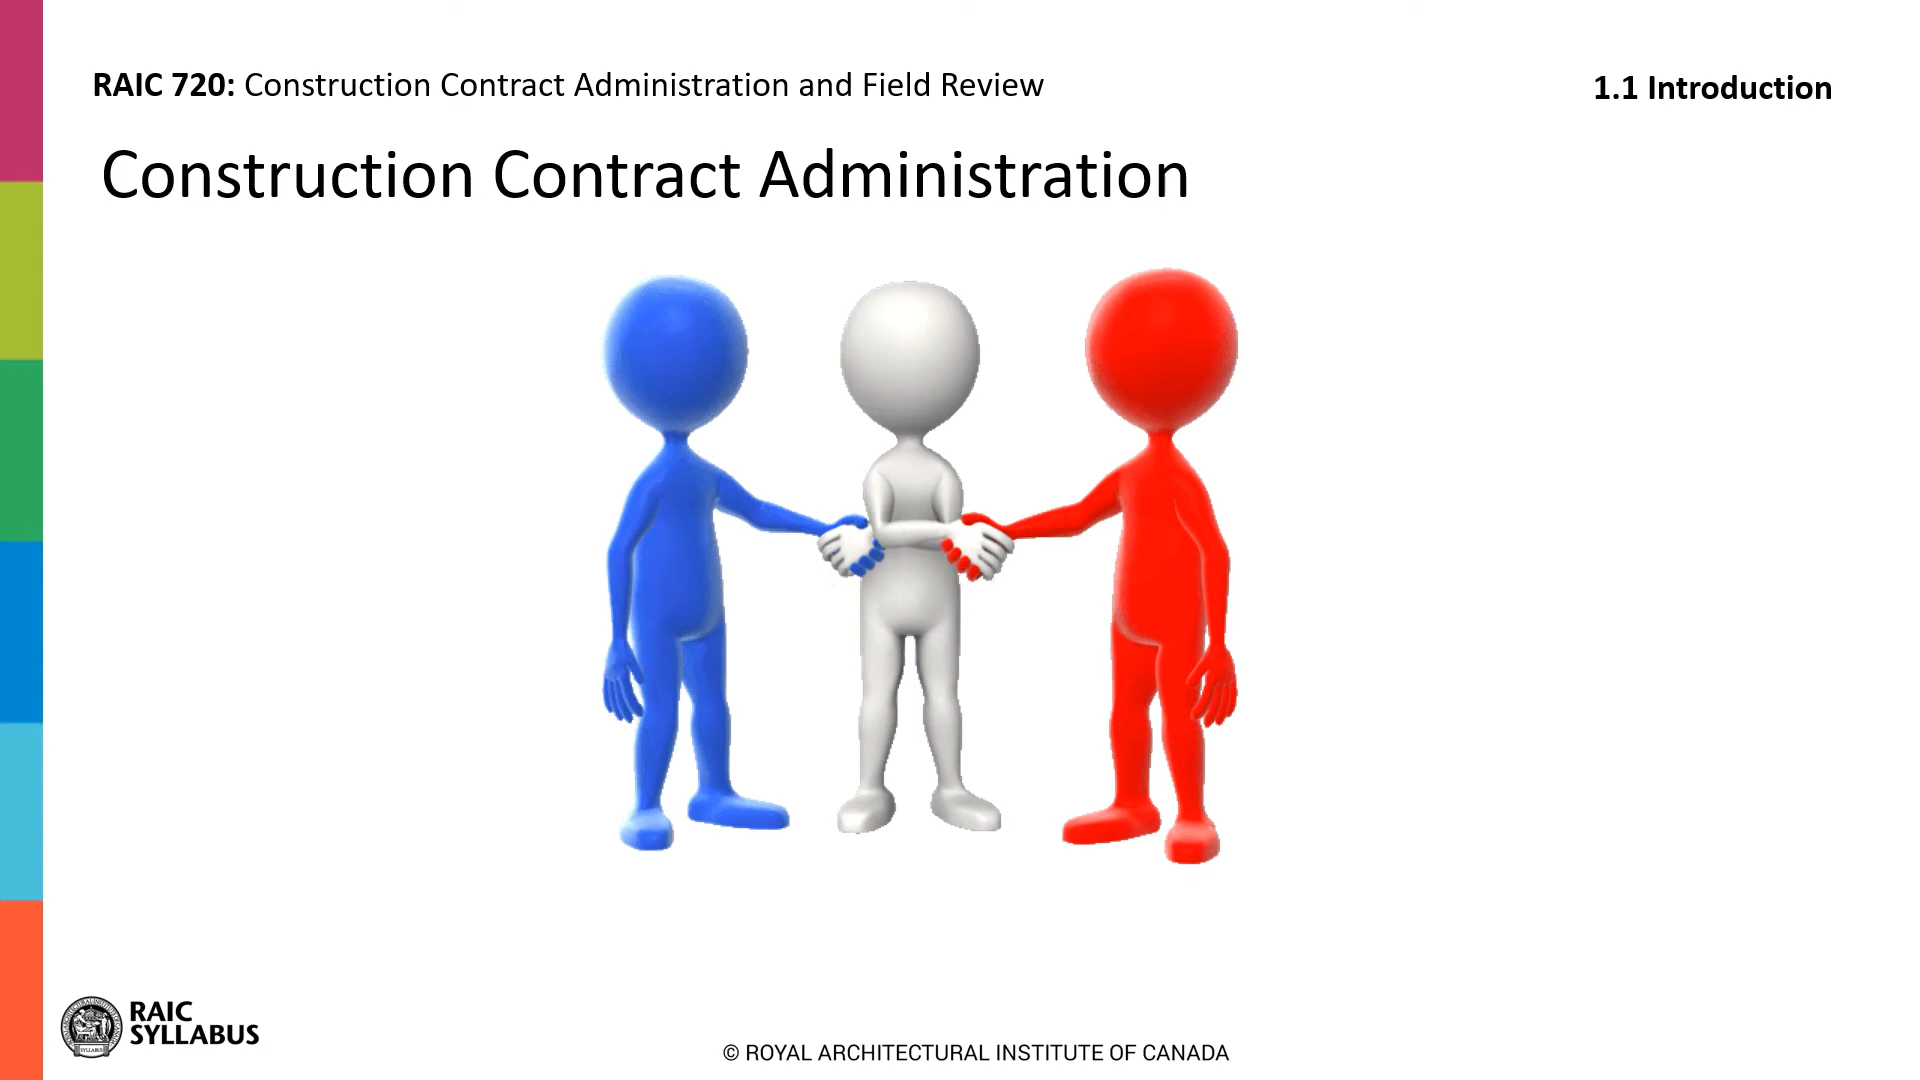 RAIC 720: Construction Contract Administration and Field Review
1.1 Introduction
Construction Contract Administration
RAIC
SYLLABUS
© ROYAL ARCHITECTURAL INSTITUTE OF CANADA